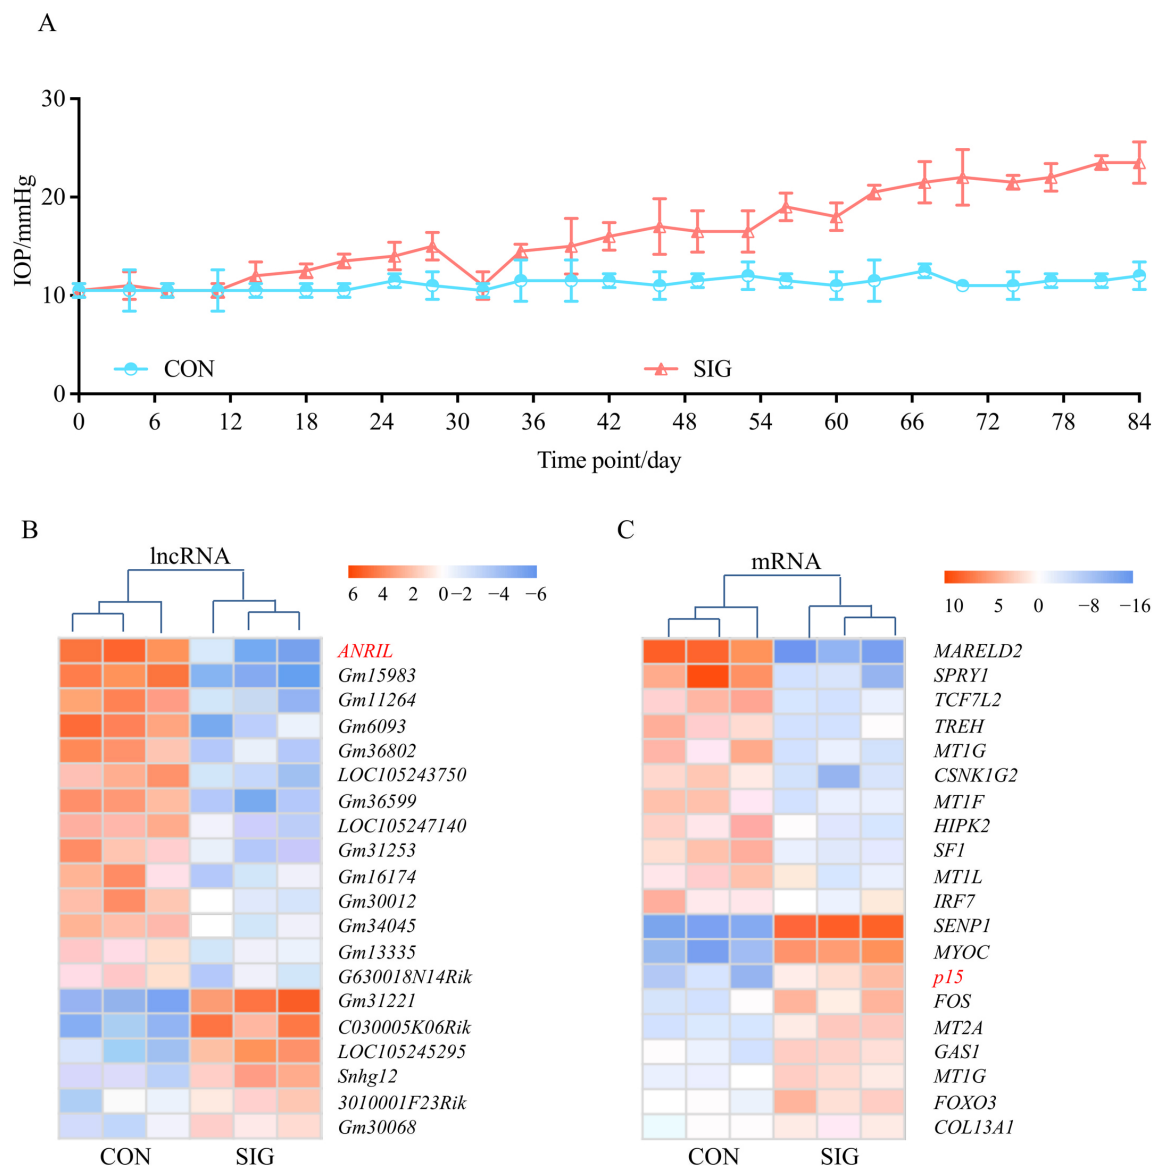 A
30
20
10
0
IOP/mmHg
CON
SIG
0 6 12 18 24 30 36 42 48 54 60 66 72 78 84
Time point/day
B
lncRNA
6 4 2 0 −2 −4 −6
ANRIL
Gm15983
Gm11264
Gm6093
Gm36802
LOC105243750
Gm36599
LOC105247140
Gm31253
Gm16174
Gm30012
Gm34045
Gm13335
G630018N14Rik
Gm31221
C030005K06Rik
LOC105245295
Snhg12
3010001F23Rik
Gm30068
CON SIG
C
mRNA
10 5 0 −8 −16
MARELD2
SPRY1
TCF7L2
TREH
MT1G
CSNK1G2
MT1F
HIPK2
SF1
MT1L
IRF7
SENP1
MYOC
p15
FOS
MT2A
GAS1
MT1G
FOXO3
COL13A1
CON SIG